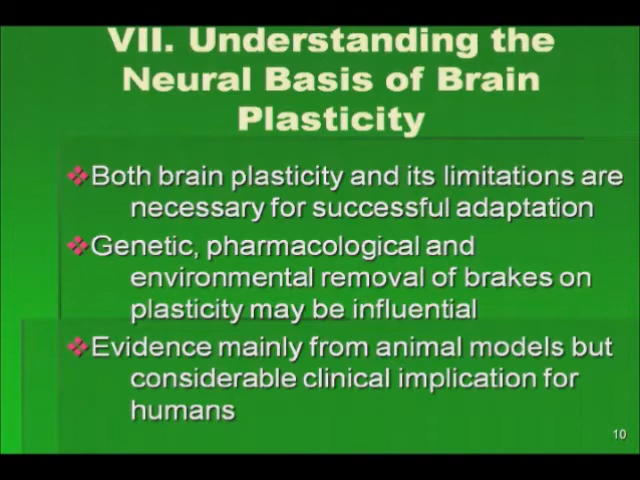 VII. Understanding the
Neural Basis of Brain
Plasticity
Both brain plasticity and its limitations are
necessary for successful adaptation
Genetic, pharmacological and
environmental removal of brakes on
plasticity may be influential
Evidence mainly from animal models but
considerable clinical implication for
humans
10